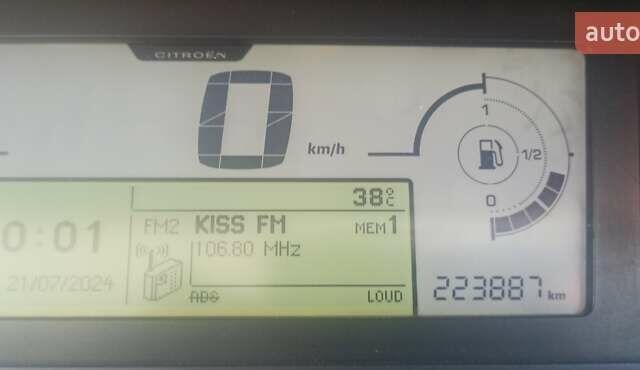 auto
CITROËN
0 km/h
1
1/2
0
38°C
FM2 KISS FM MEM1
106.80 MHz
0:01
21/07/2024
RDS LOUD
223887 km